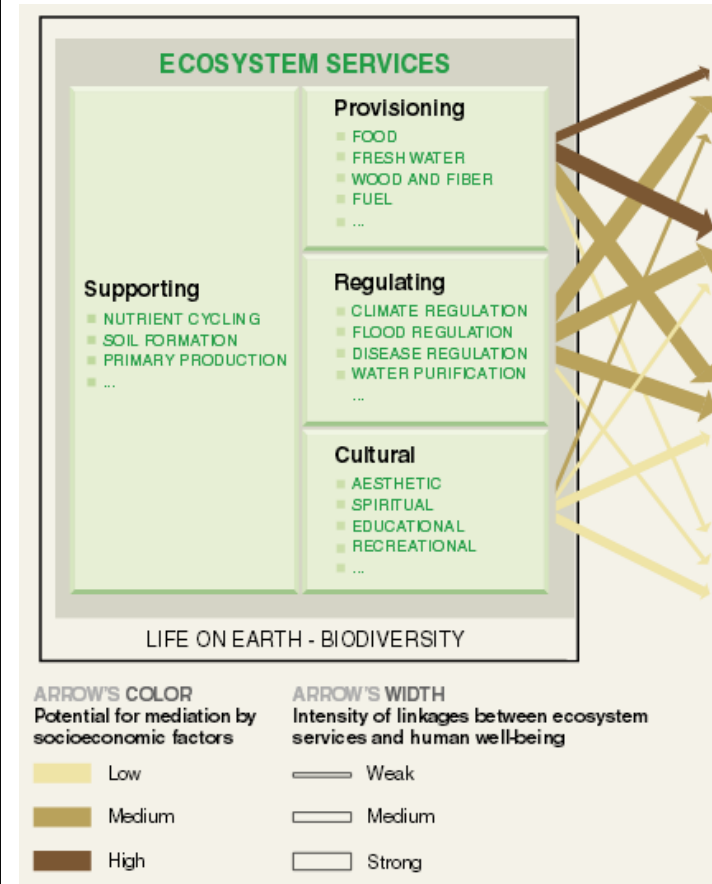 ECOSYSTEM SERVICES
Supporting
NUTRIENT CYCLING
SOIL FORMATION
PRIMARY PRODUCTION
...
Provisioning
FOOD
FRESH WATER
WOOD AND FIBER
FUEL
...
Regulating
CLIMATE REGULATION
FLOOD REGULATION
DISEASE REGULATION
WATER PURIFICATION
...
Cultural
AESTHETIC
SPIRITUAL
EDUCATIONAL
RECREATIONAL
...
LIFE ON EARTH - BIODIVERSITY
ARROW'S COLOR
Potential for mediation by
socioeconomic factors
Low
Medium
High
ARROW'S WIDTH
Intensity of linkages between ecosystem
services and human well-being
Weak
Medium
Strong